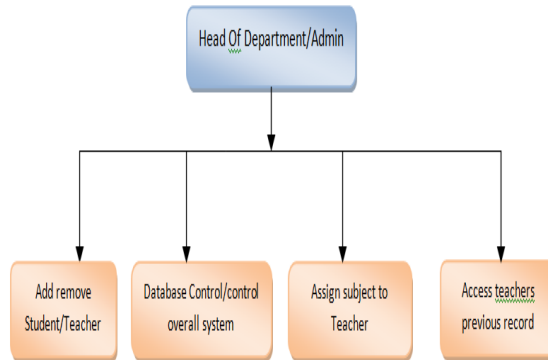 Head Of Department/Admin
Add remove
Student/Teacher
Database Control/control
overall system
Assign subject to
Teacher
Access teachers
previous record